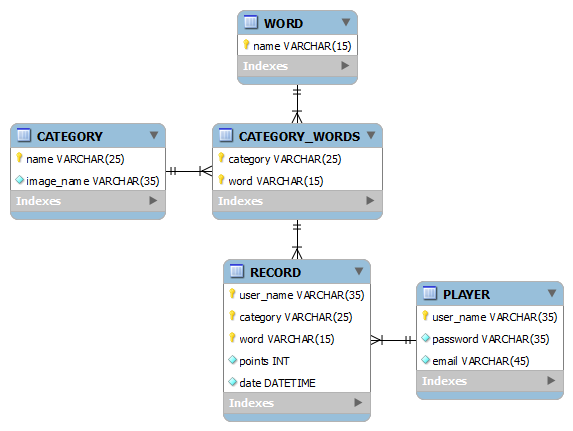 WORD
name VARCHAR(15)
Indexes
CATEGORY
name VARCHAR(25)
image_name VARCHAR(35)
Indexes
CATEGORY_WORDS
category VARCHAR(25)
word VARCHAR(15)
Indexes
RECORD
user_name VARCHAR(35)
category VARCHAR(25)
word VARCHAR(15)
points INT
date DATETIME
Indexes
PLAYER
user_name VARCHAR(35)
password VARCHAR(35)
email VARCHAR(45)
Indexes